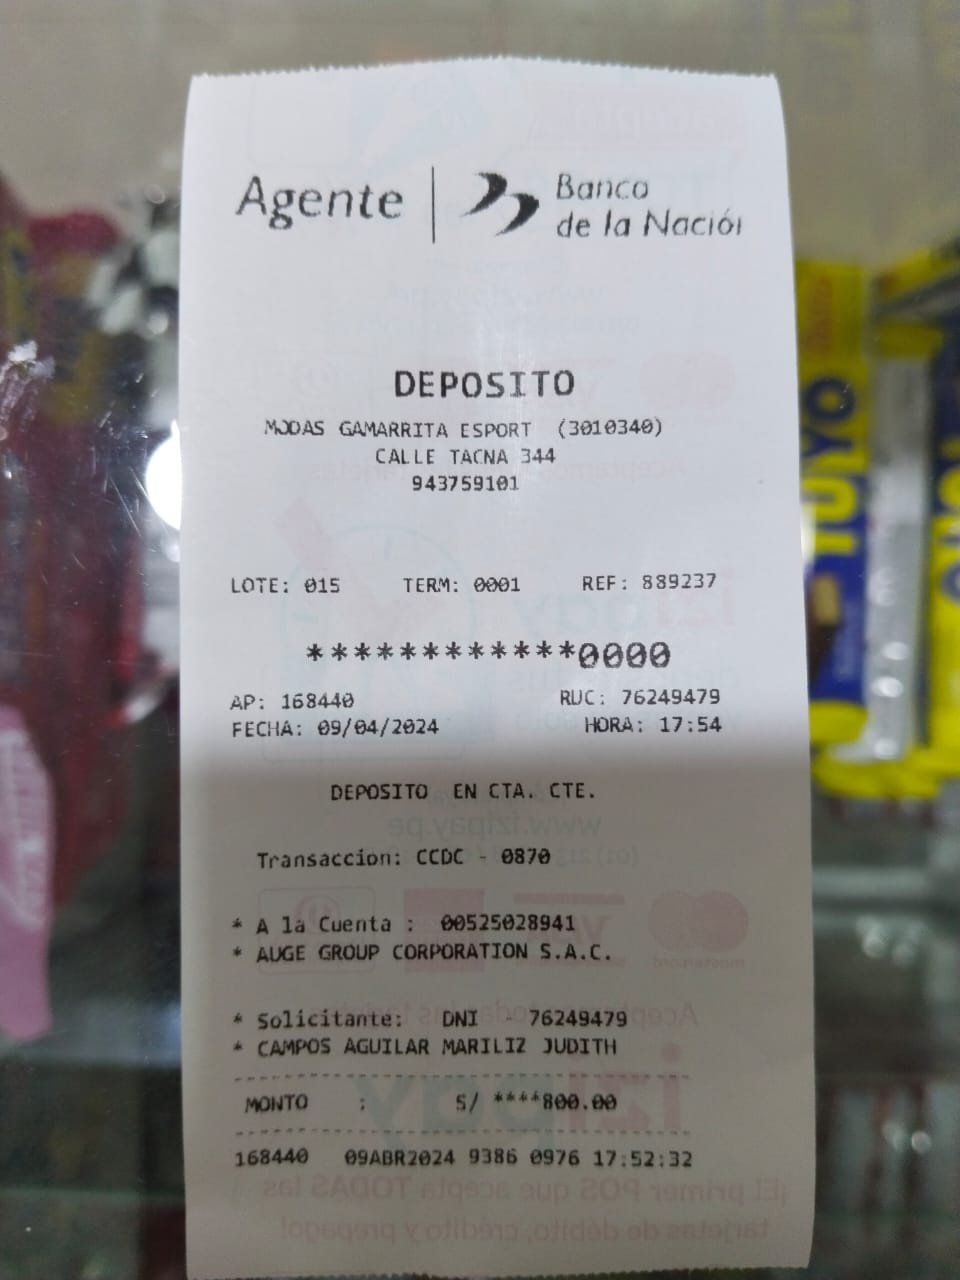 Agente | Banco
de la Nación
DEPOSITO
MODAS GAMARRITA ESPORT (3010340)
CALLE TACNA 344
943759101
LOTE: 015 TERM: 0001 REF: 889237
************0000
AP: 168440 RUC: 76249479
FECHA: 09/04/2024 HORA: 17:54
DEPOSITO EN CTA. CTE.
Transaccion: CCDC - 0870
* A la Cuenta : 00525028941
* AUGE GROUP CORPORATION S.A.C.
* Solicitante: DNI - 76249479
* CAMPOS AGUILAR MARILIZ JUDITH
MONTO : S/ ****800.00
168440 09ABR2024 9386 0976 17:52:32
TUYO